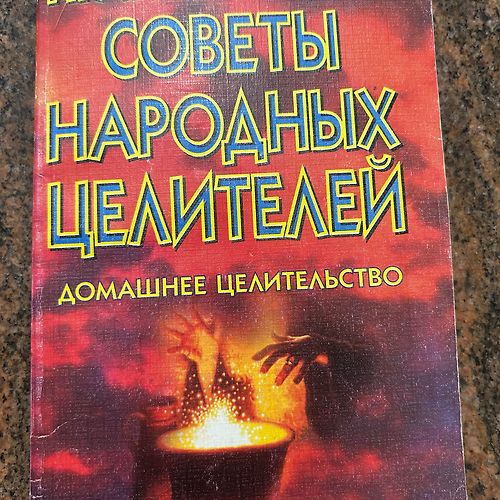 СОВЕТЫ
НАРОДНЫХ
ЦЕЛИТЕЛЕЙ
ДОМАШНЕЕ ЦЕЛИТЕЛЬСТВО